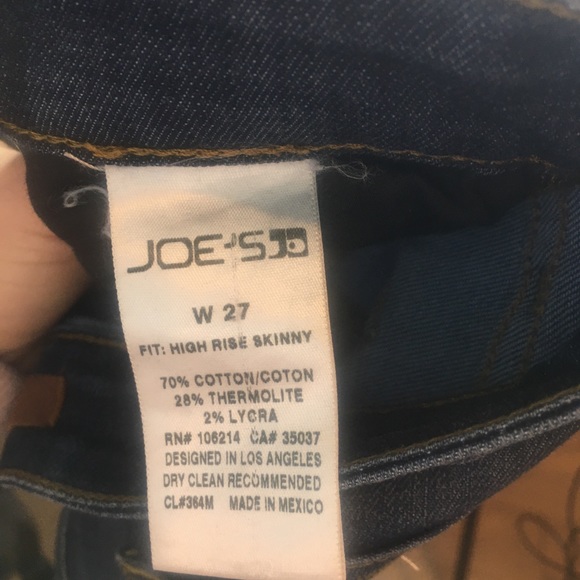 JOE'S
W 27
FIT: HIGH RISE SKINNY
70% COTTON/COTON
28% THERMOLITE
2% LYCRA
RN# 106214 CA# 35037
DESIGNED IN LOS ANGELES
DRY CLEAN RECOMMENDED
CL#364M MADE IN MEXICO